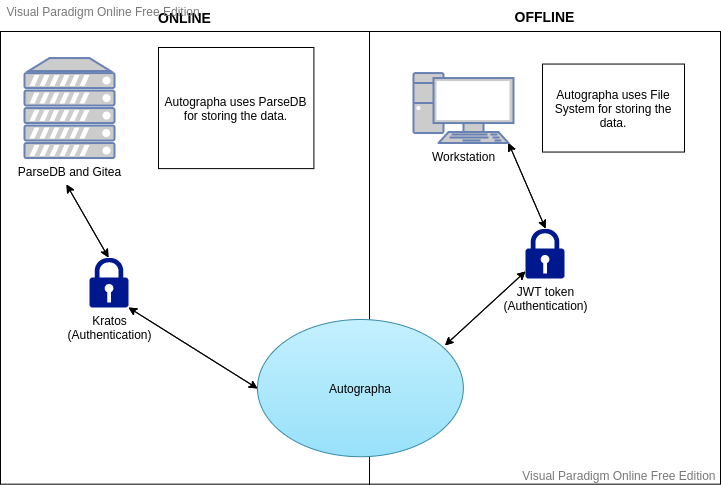 Visual Paradigm Online Free Edition
ONLINE
OFFLINE
Autographa uses ParseDB
for storing the data.
Autographa uses File
System for storing the
data.
ParseDB and Gitea
Workstation
Kratos
(Authentication)
JWT token
(Authentication)
Autographa
Visual Paradigm Online Free Edition